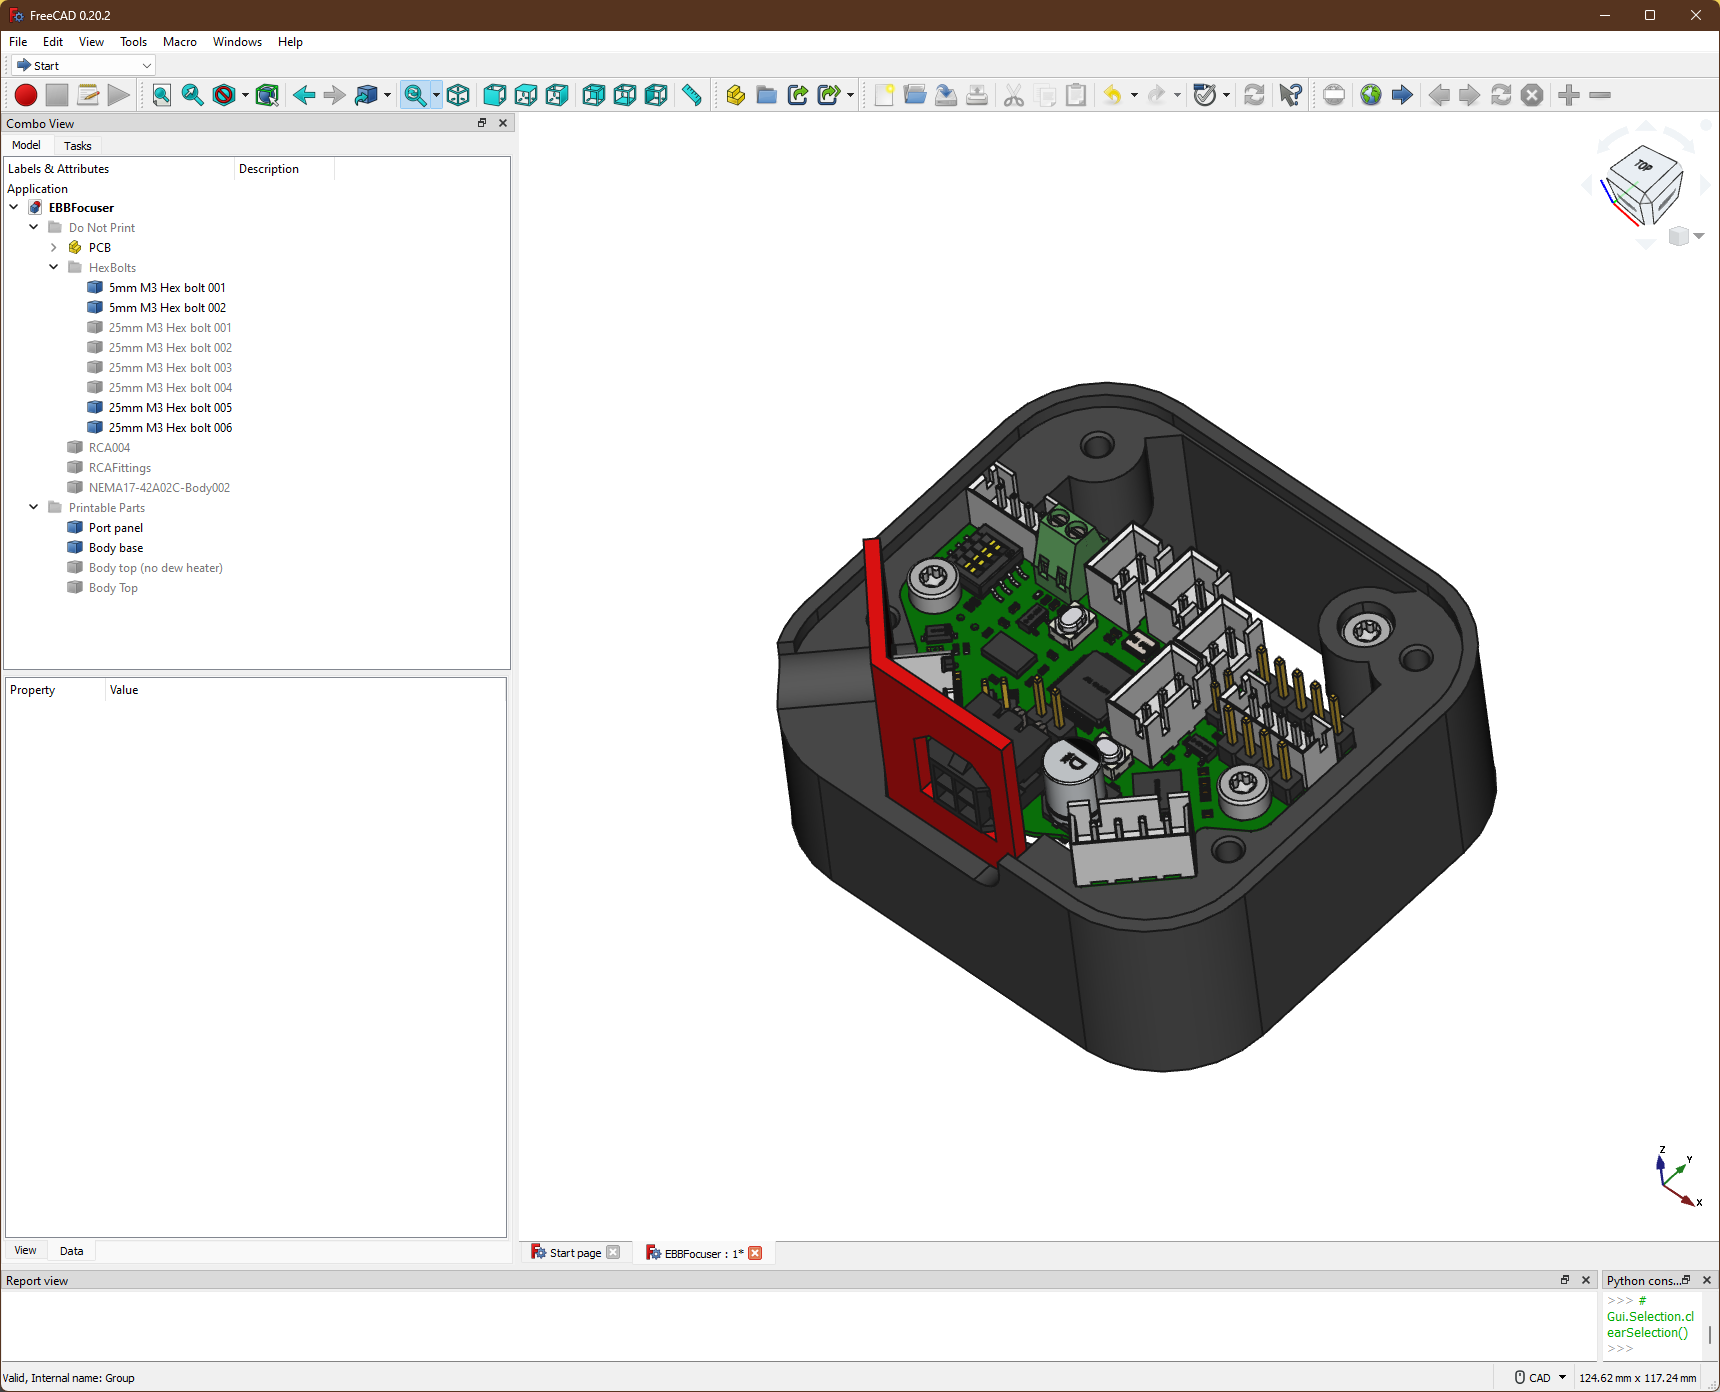 FreeCAD 0.20.2
File Edit View Tools Macro Windows Help
Start
Combo View
Model Tasks
Labels & Attributes Description
Application
EBBFocuser
Do Not Print
PCB
HexBolts
5mm M3 Hex bolt 001
5mm M3 Hex bolt 002
25mm M3 Hex bolt 001
25mm M3 Hex bolt 002
25mm M3 Hex bolt 003
25mm M3 Hex bolt 004
25mm M3 Hex bolt 005
25mm M3 Hex bolt 006
RCA004
RCAFittings
NEMA17-42A02C-Body002
Printable Parts
Port panel
Body base
Body top (no dew heater)
Body Top
Property Value
View Data
TOP
Z
Y
X
Start page
EBBFocuser : 1*
Report view
Python cons...
>>> #
Gui.Selection.cl
earSelection()
>>>
Valid, Internal name: Group
CAD
124.62 mm x 117.24 mm